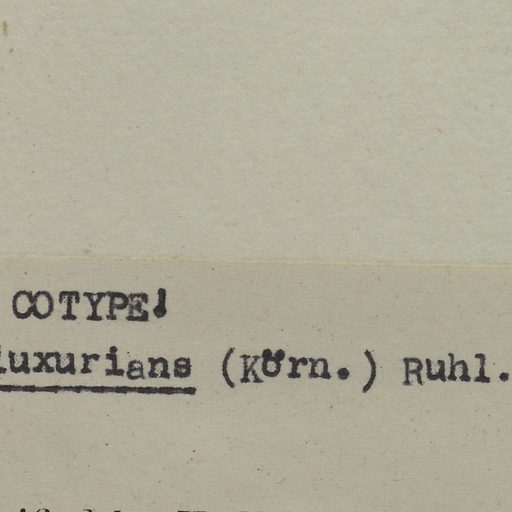 COTYPE!
luxurians (Körn.) Ruhl.